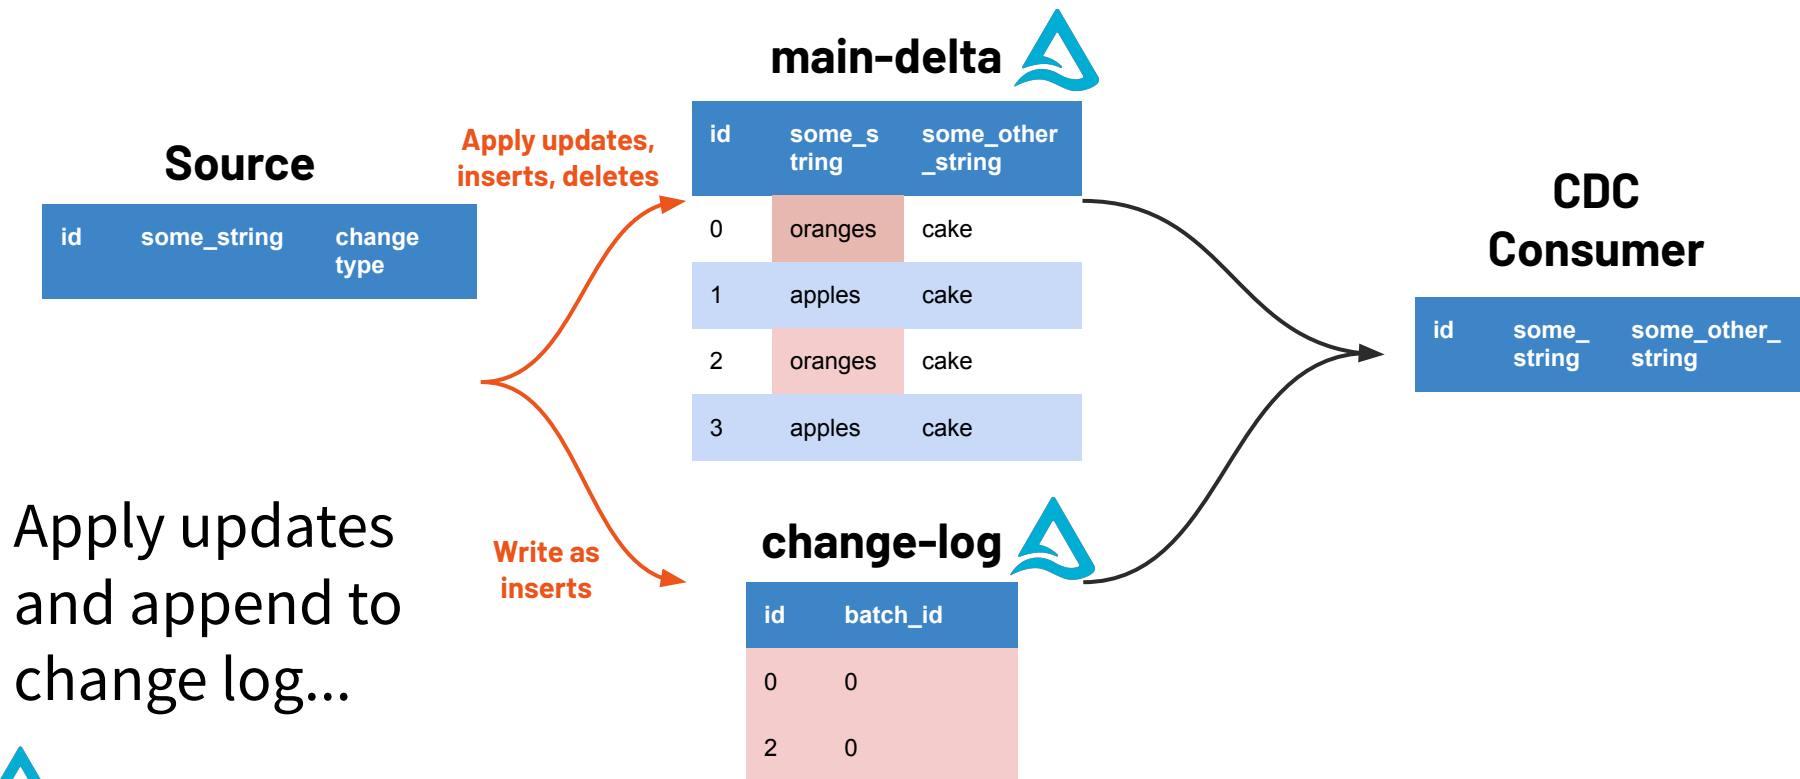 main-delta
id some_s some_other
tring _string
0 oranges cake
1 apples cake
2 oranges cake
3 apples cake
Apply updates,
inserts, deletes
Source
id some_string change
type
CDC
Consumer
id some_ some_other_
string string
Apply updates
and append to
change log...
Write as
inserts
change-log
id batch_id
0 0
2 0